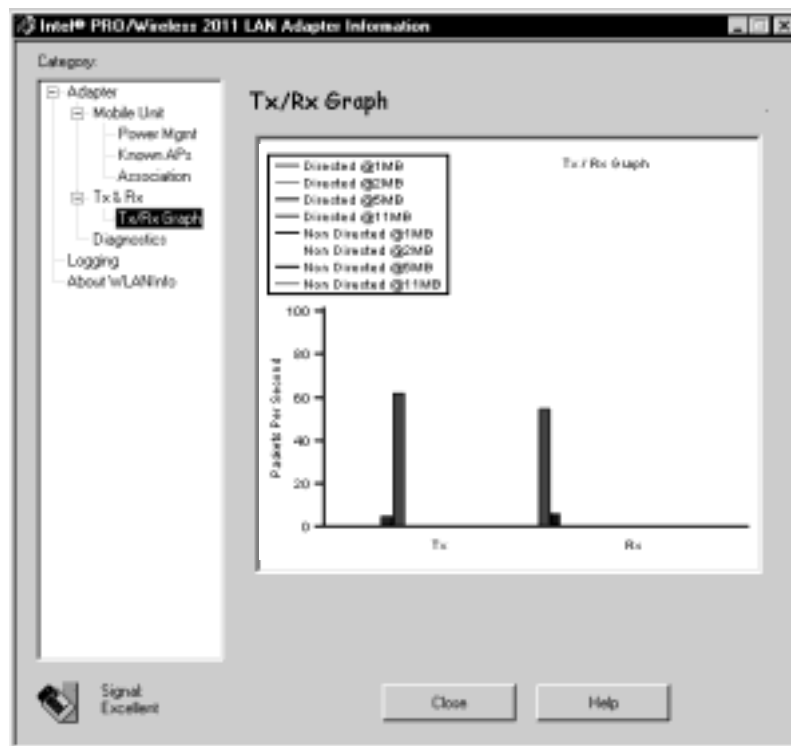 Intel® PRO/Wireless 2011 LAN Adapter Information
Category:
Adapter
Mobile Unit
Power Mgmt
Known APs
Association
Tx & Rx
Tx/Rx Graph
Diagnostics
Logging
About WLANInfo
Tx/Rx Graph
Tx / Rx Graph
Directed @1MB
Directed @2MB
Directed @5MB
Directed @11MB
Non Directed @1MB
Non Directed @2MB
Non Directed @5MB
Non Directed @11MB
Packets Per Second
100
80
60
40
20
0
Tx
Rx
Signal:
Excellent
Close
Help